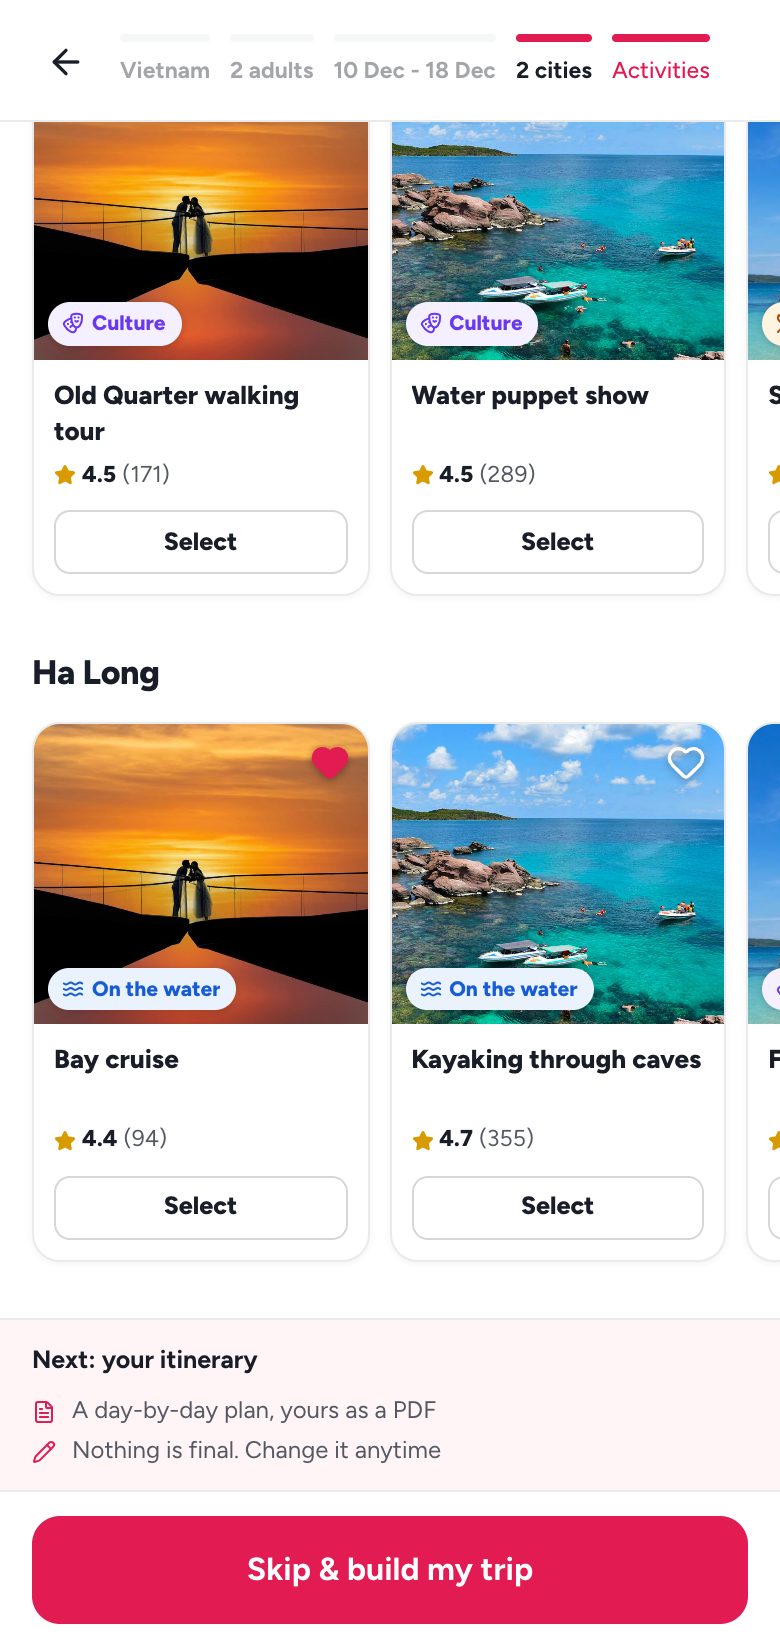 Vietnam 2 adults 10 Dec - 18 Dec 2 cities Activities
Culture Culture
Old Quarter walking tour
Water puppet show
4.5 (171) 4.5 (289)
Select Select
Ha Long
On the water On the water
Bay cruise Kayaking through caves
4.4 (94) 4.7 (355)
Select Select
Next: your itinerary
A day-by-day plan, yours as a PDF
Nothing is final. Change it anytime
Skip & build my trip